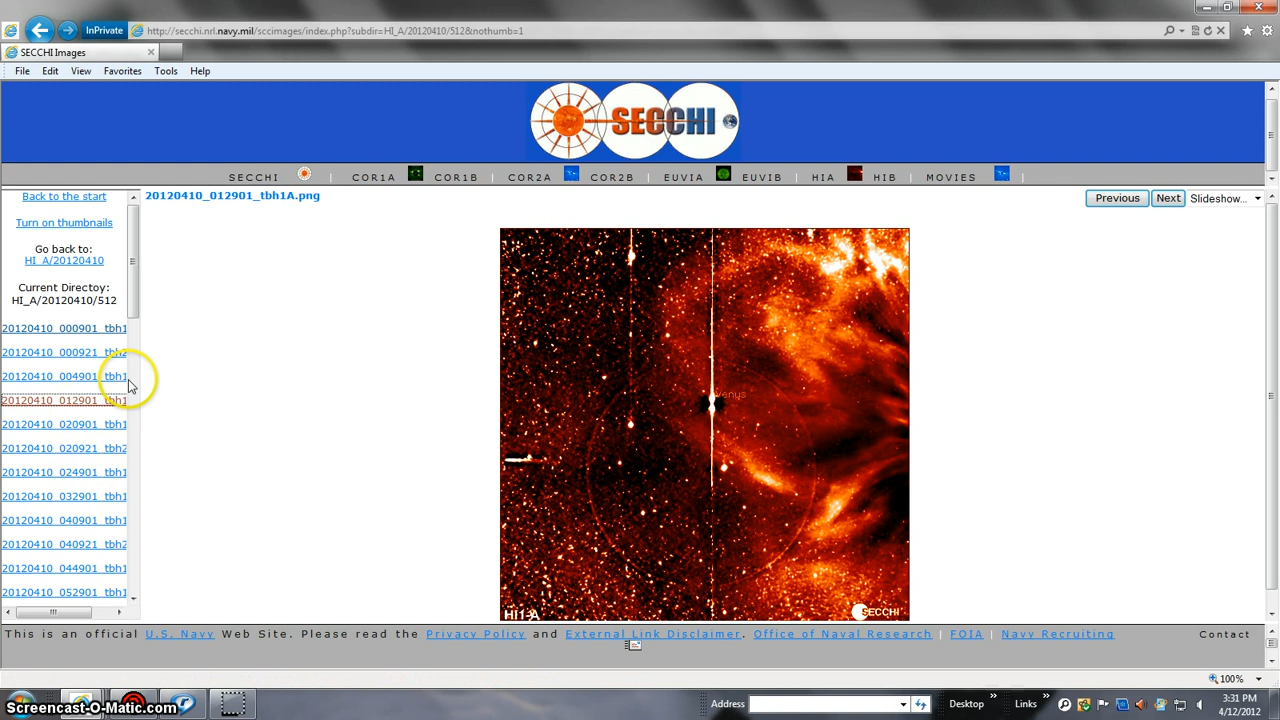 InPrivate
http://secchi.nrl.navy.mil/sccimages/index.php?subdir=HI_A/20120410/512&nothumb=1
SECCHI Images
File Edit View Favorites Tools Help
SECCHI
SECCHI | COR1A COR1B | COR2A COR2B | EUVIA EUVIB | HIA HIB | MOVIES |
Back to the start
Turn on thumbnails
Go back to:
HI_A/20120410
Current Directoy:
HI_A/20120410/512
20120410_000901_tbh1
20120410_000921_tbh2
20120410_004901_tbh1
20120410_012901_tbh1
20120410_020901_tbh1
20120410_020921_tbh2
20120410_024901_tbh1
20120410_032901_tbh1
20120410_040901_tbh1
20120410_040921_tbh2
20120410_044901_tbh1
20120410_052901_tbh1
20120410_012901_tbh1A.png
Previous Next Slideshow...
Venus
HI1-A
SECCHI
This is an official U.S. Navy Web Site. Please read the Privacy Policy and External Link Disclaimer. Office of Naval Research | FOIA | Navy Recruiting
Contact
100%
Screencast-O-Matic.com
Address
Desktop
Links
3:31 PM
4/12/2012